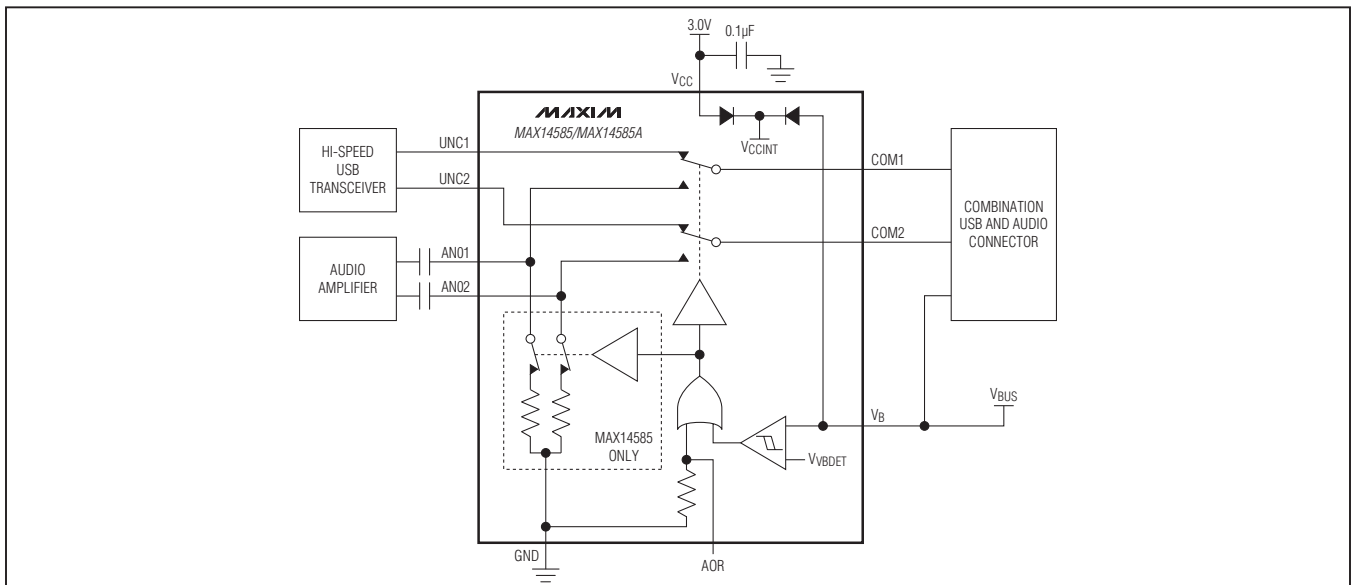 3.0V
0.1µF
VCC
MAXIM
MAX14585/MAX14585A
VCCINT
HI-SPEED
USB
TRANSCEIVER
UNC1
UNC2
COM1
COM2
COMBINATION
USB AND AUDIO
CONNECTOR
AUDIO
AMPLIFIER
AN01
AN02
MAX14585
ONLY
VB
VBUS
VVBDET
GND
AOR